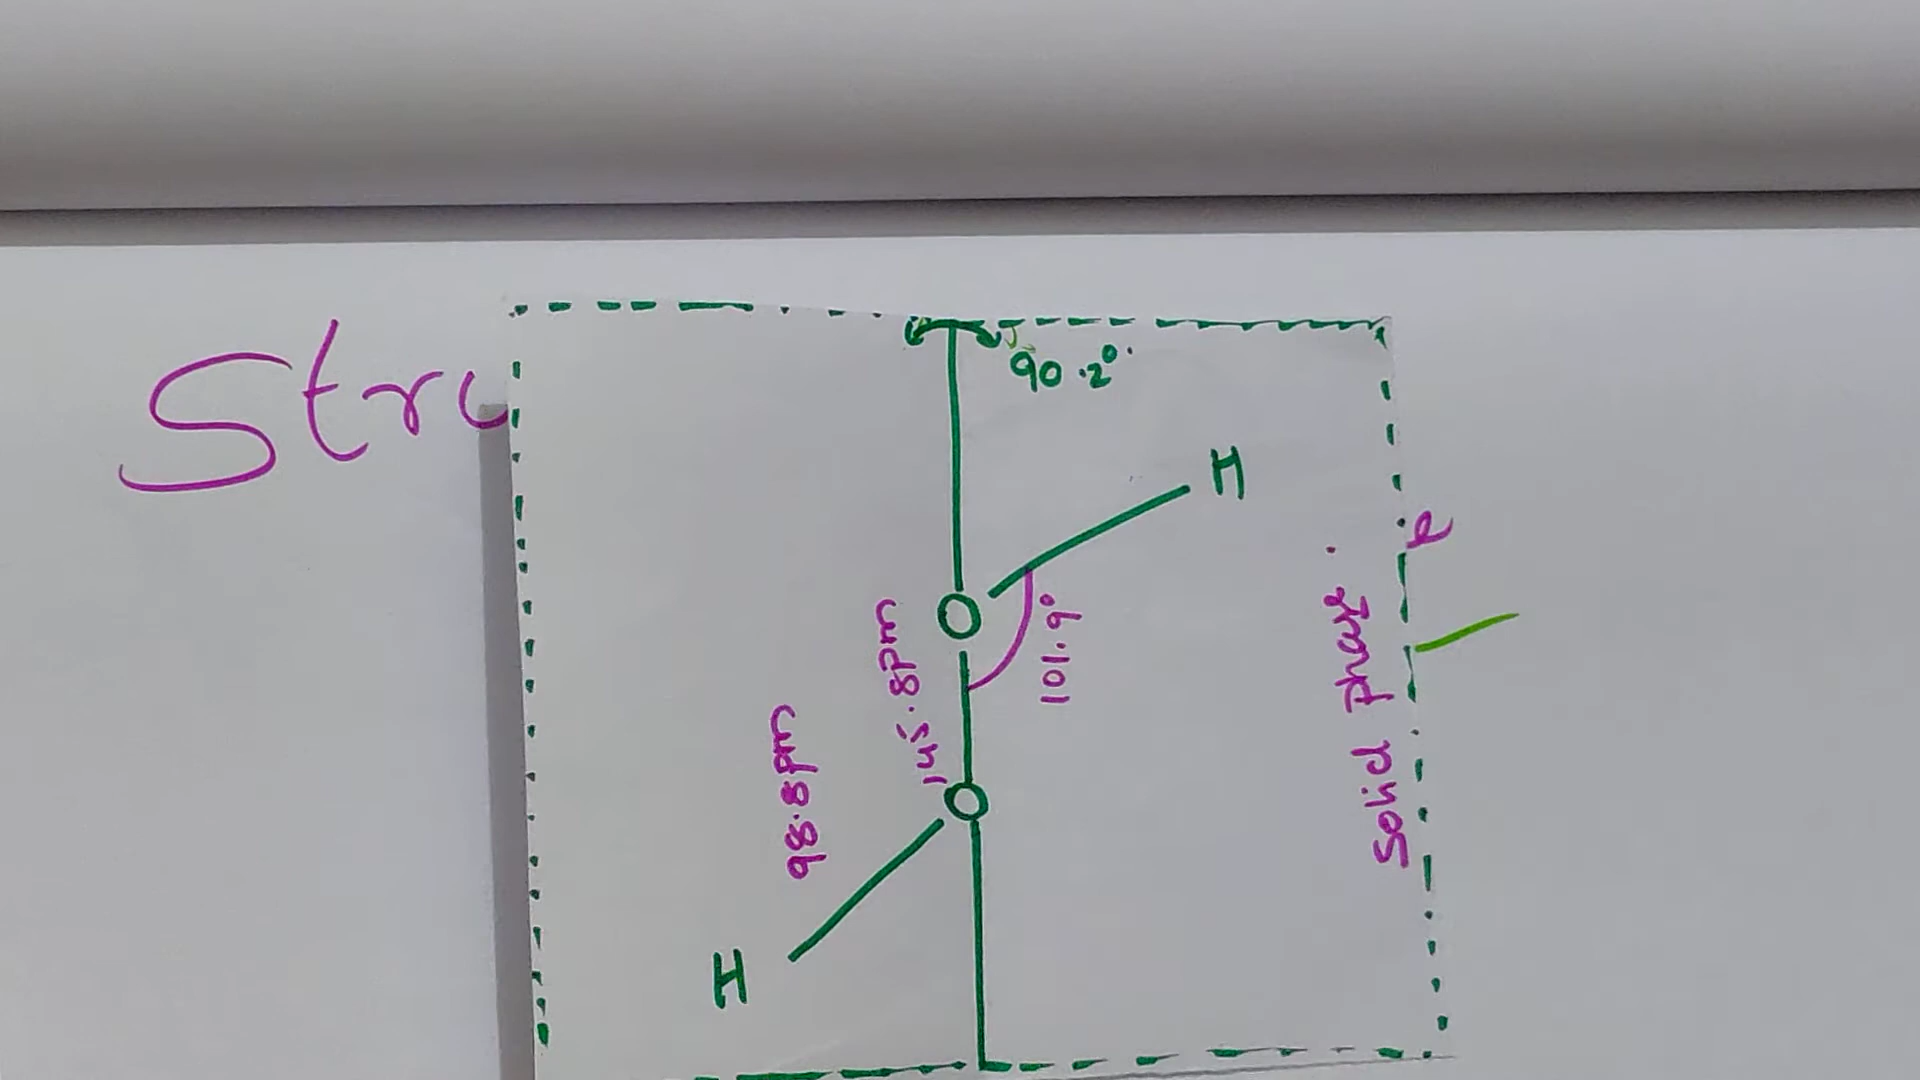 Stru
e
90.2°
H
O
101.9°
145.8pm
98.8pm
O
H
Solid phase.